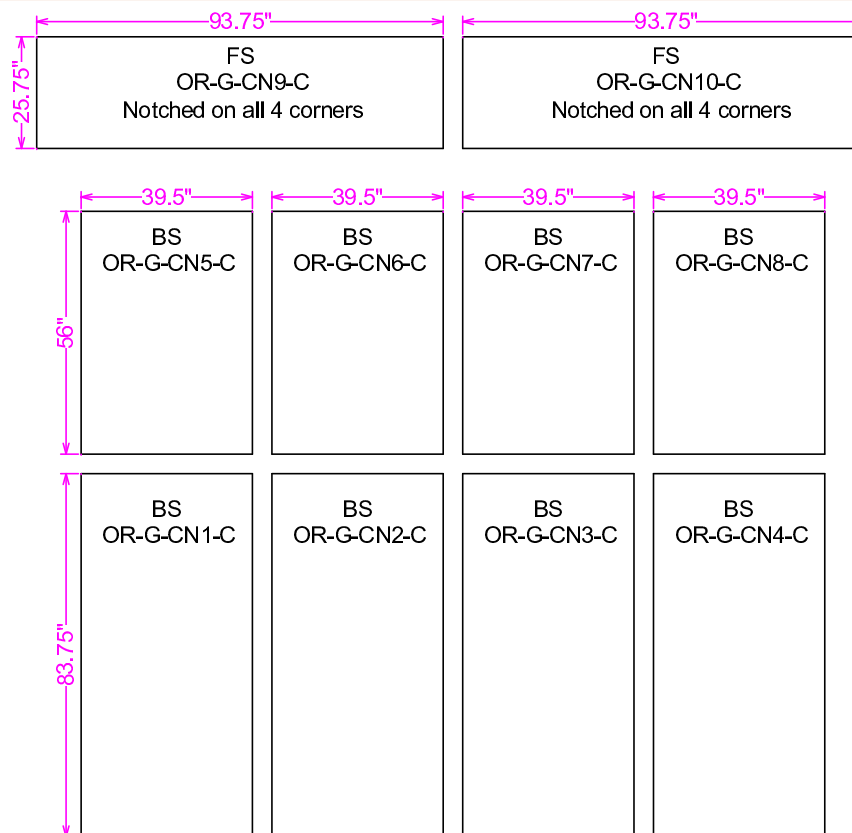 93.75"
93.75"
25.75"
FS
OR-G-CN9-C
Notched on all 4 corners
FS
OR-G-CN10-C
Notched on all 4 corners
39.5"
39.5"
39.5"
39.5"
56"
BS
OR-G-CN5-C
BS
OR-G-CN6-C
BS
OR-G-CN7-C
BS
OR-G-CN8-C
83.75"
BS
OR-G-CN1-C
BS
OR-G-CN2-C
BS
OR-G-CN3-C
BS
OR-G-CN4-C